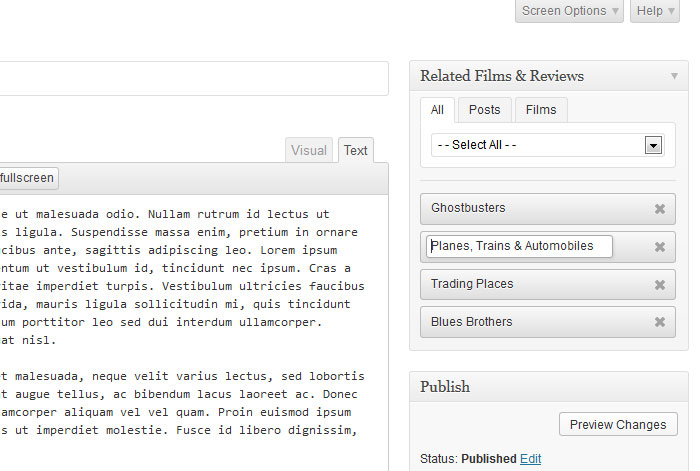 Screen Options
Help
Related Films & Reviews
All
Posts
Films
- - Select All - -
Ghostbusters
Planes, Trains & Automobiles
Trading Places
Blues Brothers
Publish
Preview Changes
Status: Published Edit
Visual
Text
fullscreen
e ut malesuada odio. Nullam rutrum id lectus ut
s ligula. Suspendisse massa enim, pretium in ornare
cibus ante, sagittis adipiscing leo. Lorem ipsum
entum ut vestibulum id, tincidunt nec ipsum. Cras a
itae imperdiet turpis. Vestibulum ultricies faucibus
rida, mauris ligula sollicitudin mi, quis tincidunt
um porttitor leo sed dui interdum ullamcorper.
at nisl.
et malesuada, neque velit varius lectus, sed lobortis
t augue tellus, ac bibendum lacus laoreet ac. Donec
amcorper aliquam vel vel quam. Proin euismod ipsum
s ut imperdiet molestie. Fusce id libero dignissim,